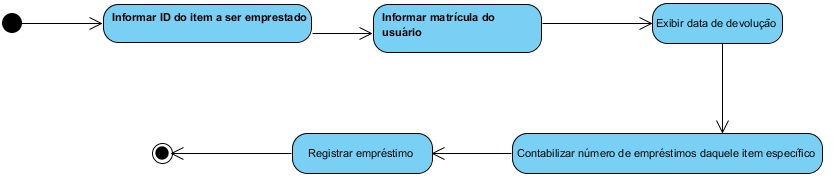 Informar ID do item a ser emprestado
Informar matrícula do
usuário
Exibir data de devolução
Contabilizar número de empréstimos daquele item específico
Registrar empréstimo